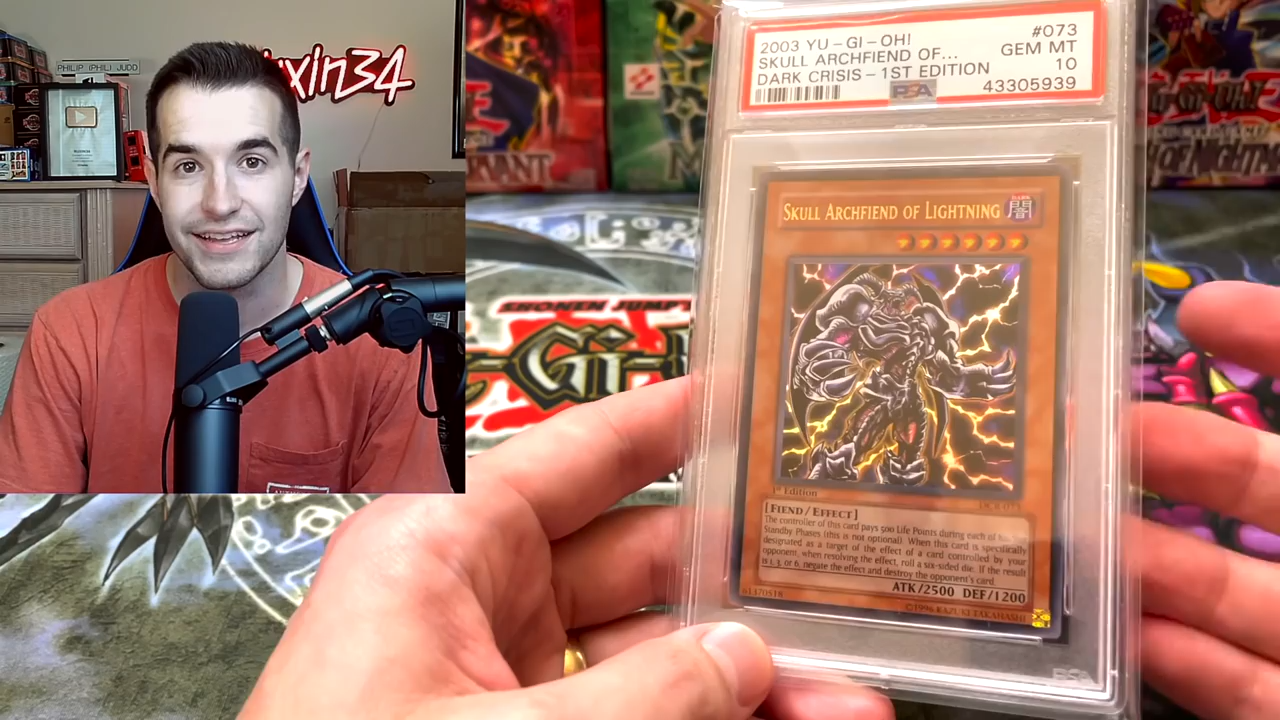 PHILIP (PHIL) JUDD
uxin34
2003 YU-GI-OH! #073
SKULL ARCHFIEND OF... GEM MT
DARK CRISIS-1ST EDITION 10
PSA 43305939
SKULL ARCHFIEND OF LIGHTNING 闇
1st Edition
[FIEND/EFFECT]
The controller of this card pays 500 Life Points during each of
Standby Phases (this is not optional). When this card is specifically
designated as a target of the effect of a card controlled by your
opponent, when resolving the effect, roll a six-sided die. If the result
is 1, 3, or 6, negate the effect and destroy the opponent's card.
ATK/2500 DEF/1200
61370518
©1996 KAZUKI TAKAHASHI
SHONEN JUMP'S
-Gi-
VANT